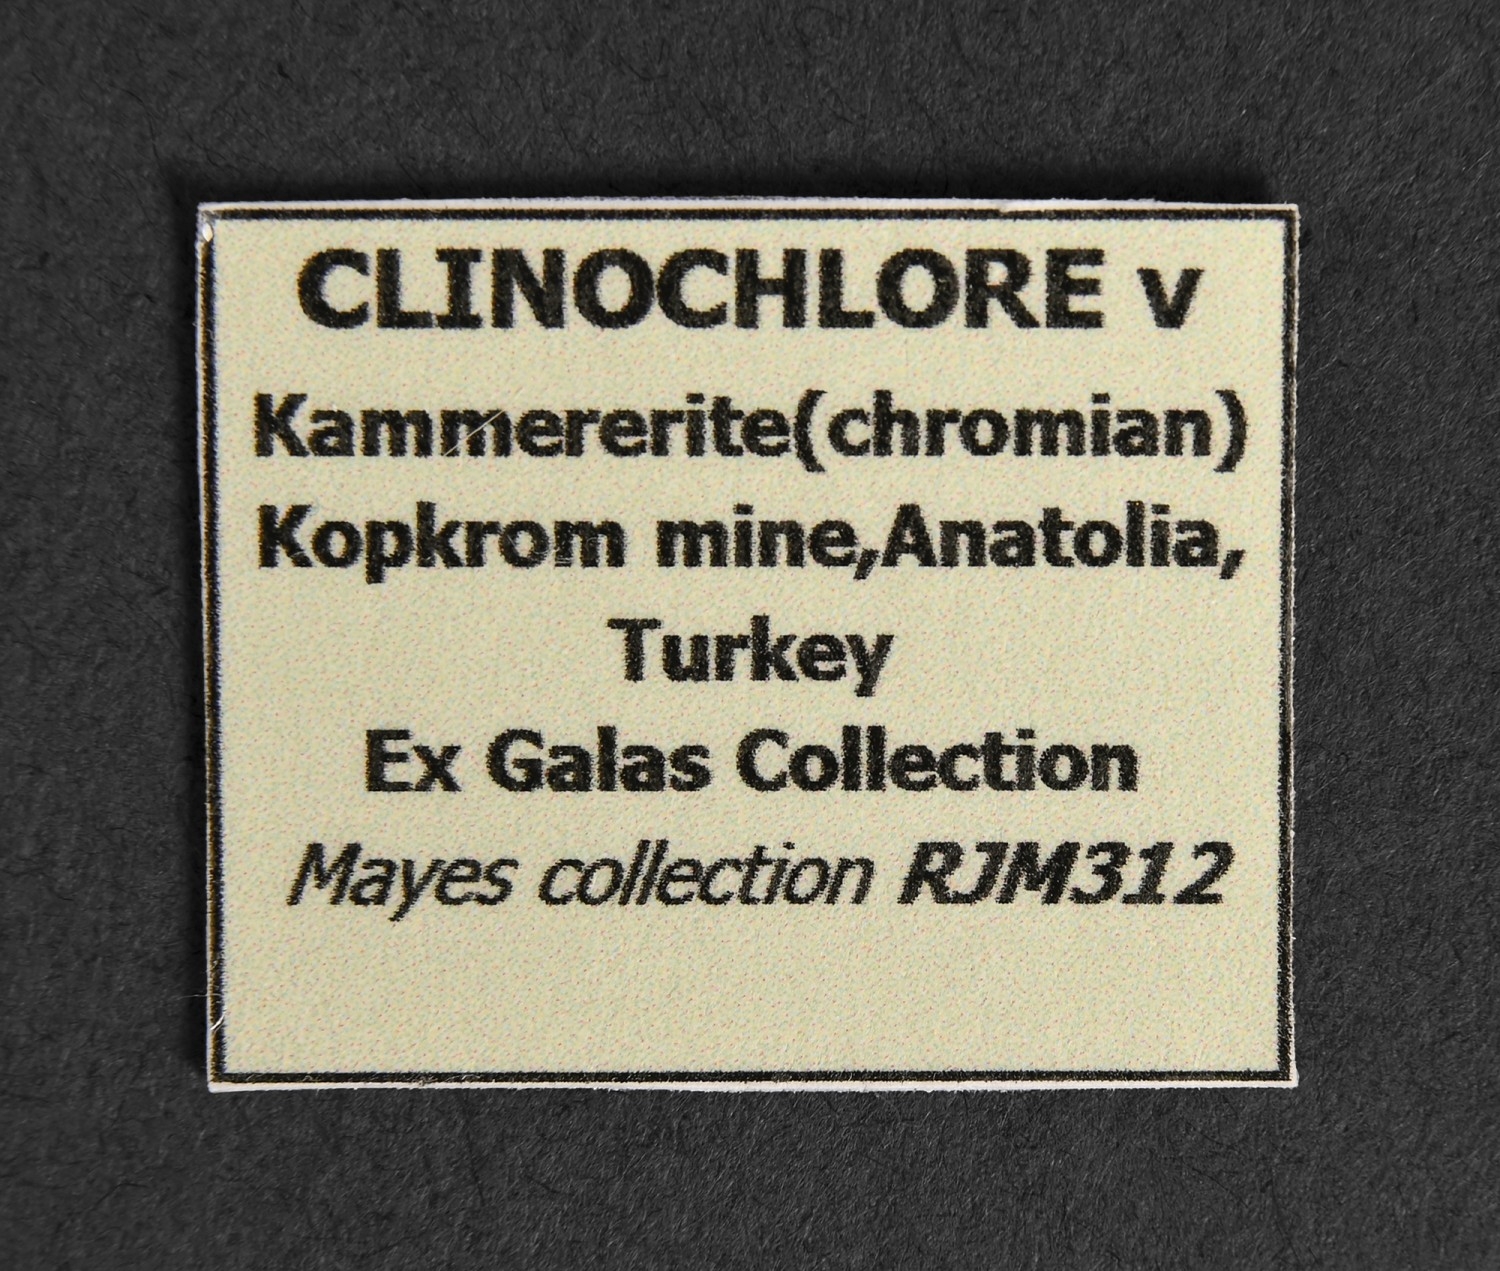 CLINOCHLORE v
Kammererite(chromian)
Kopkrom mine,Anatolia,
Turkey
Ex Galas Collection
Mayes collection RJM312